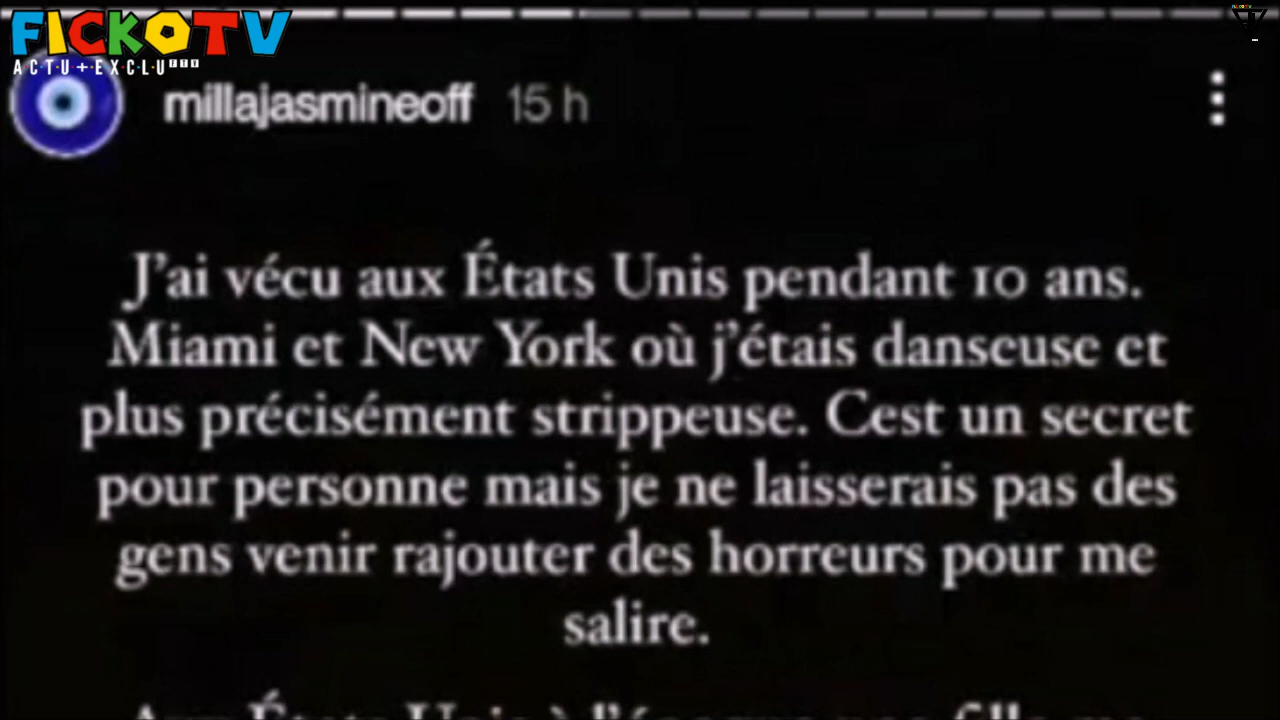 FICKOTV
ACTU+EXCLU
millajasmineoff 15 h
J'ai vécu aux États Unis pendant 10 ans.
Miami et New York où j'étais danseuse et
plus précisément strippeuse. Cest un secret
pour personne mais je ne laisserais pas des
gens venir rajouter des horreurs pour me
salire.